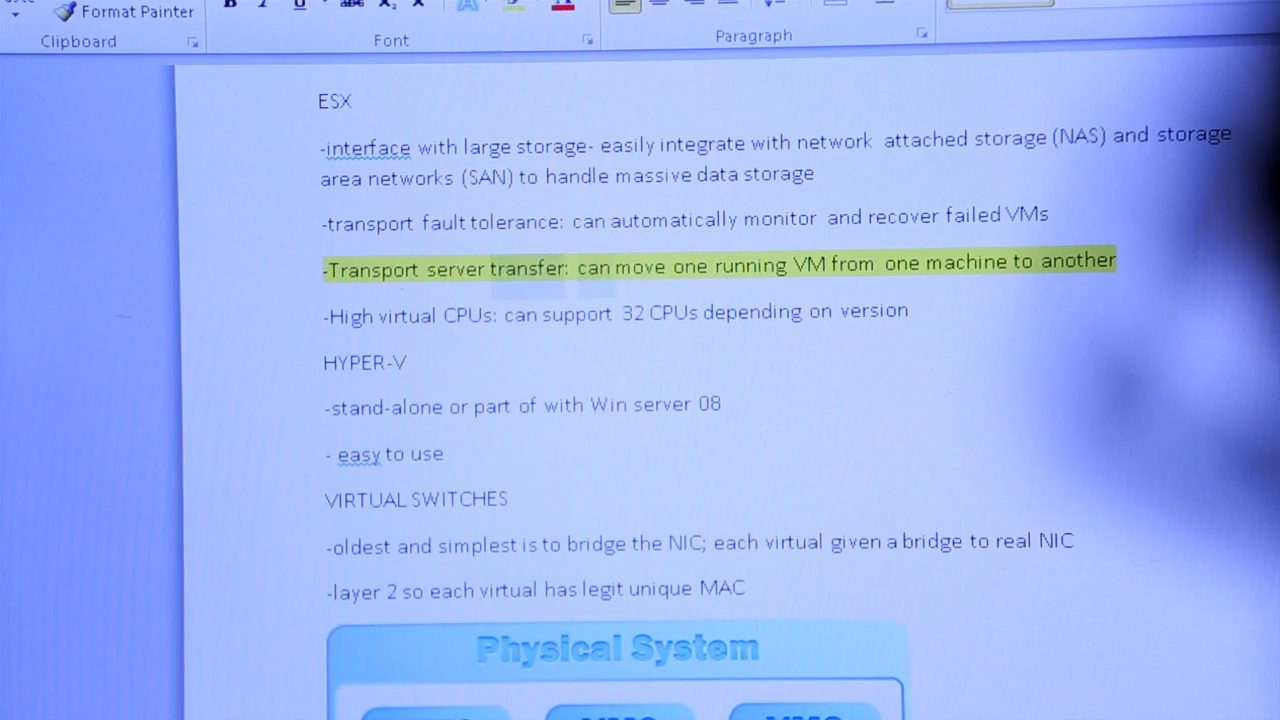 Format Painter
Clipboard
Font
Paragraph
ESX
-interface with large storage- easily integrate with network attached storage (NAS) and storage
area networks (SAN) to handle massive data storage
-transport fault tolerance: can automatically monitor and recover failed VMs
-Transport server transfer: can move one running VM from one machine to another
-High virtual CPUs: can support 32 CPUs depending on version
HYPER-V
-stand-alone or part of with Win server 08
- easy to use
VIRTUAL SWITCHES
-oldest and simplest is to bridge the NIC; each virtual given a bridge to real NIC
-layer 2 so each virtual has legit unique MAC
Physical System